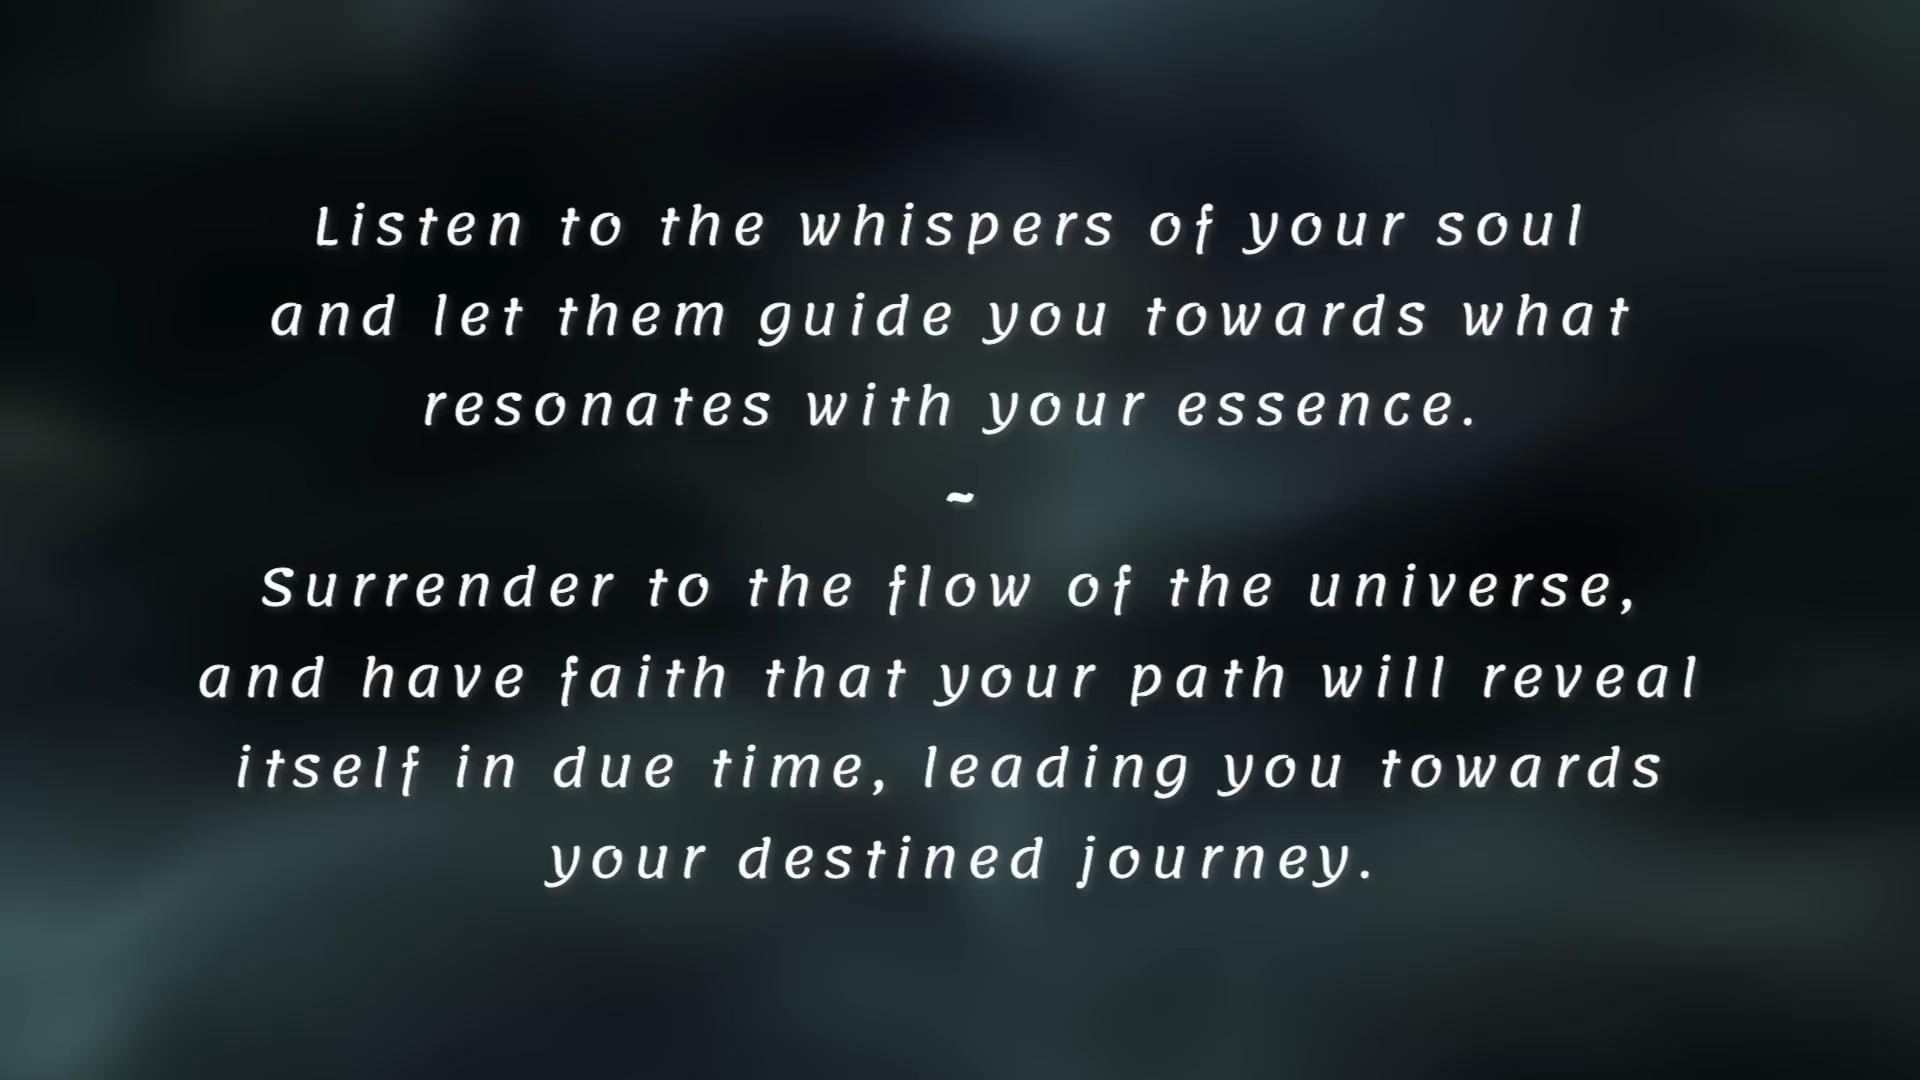 Listen to the whispers of your soul
and let them guide you towards what
resonates with your essence.
~
Surrender to the flow of the universe,
and have faith that your path will reveal
itself in due time, leading you towards
your destined journey.